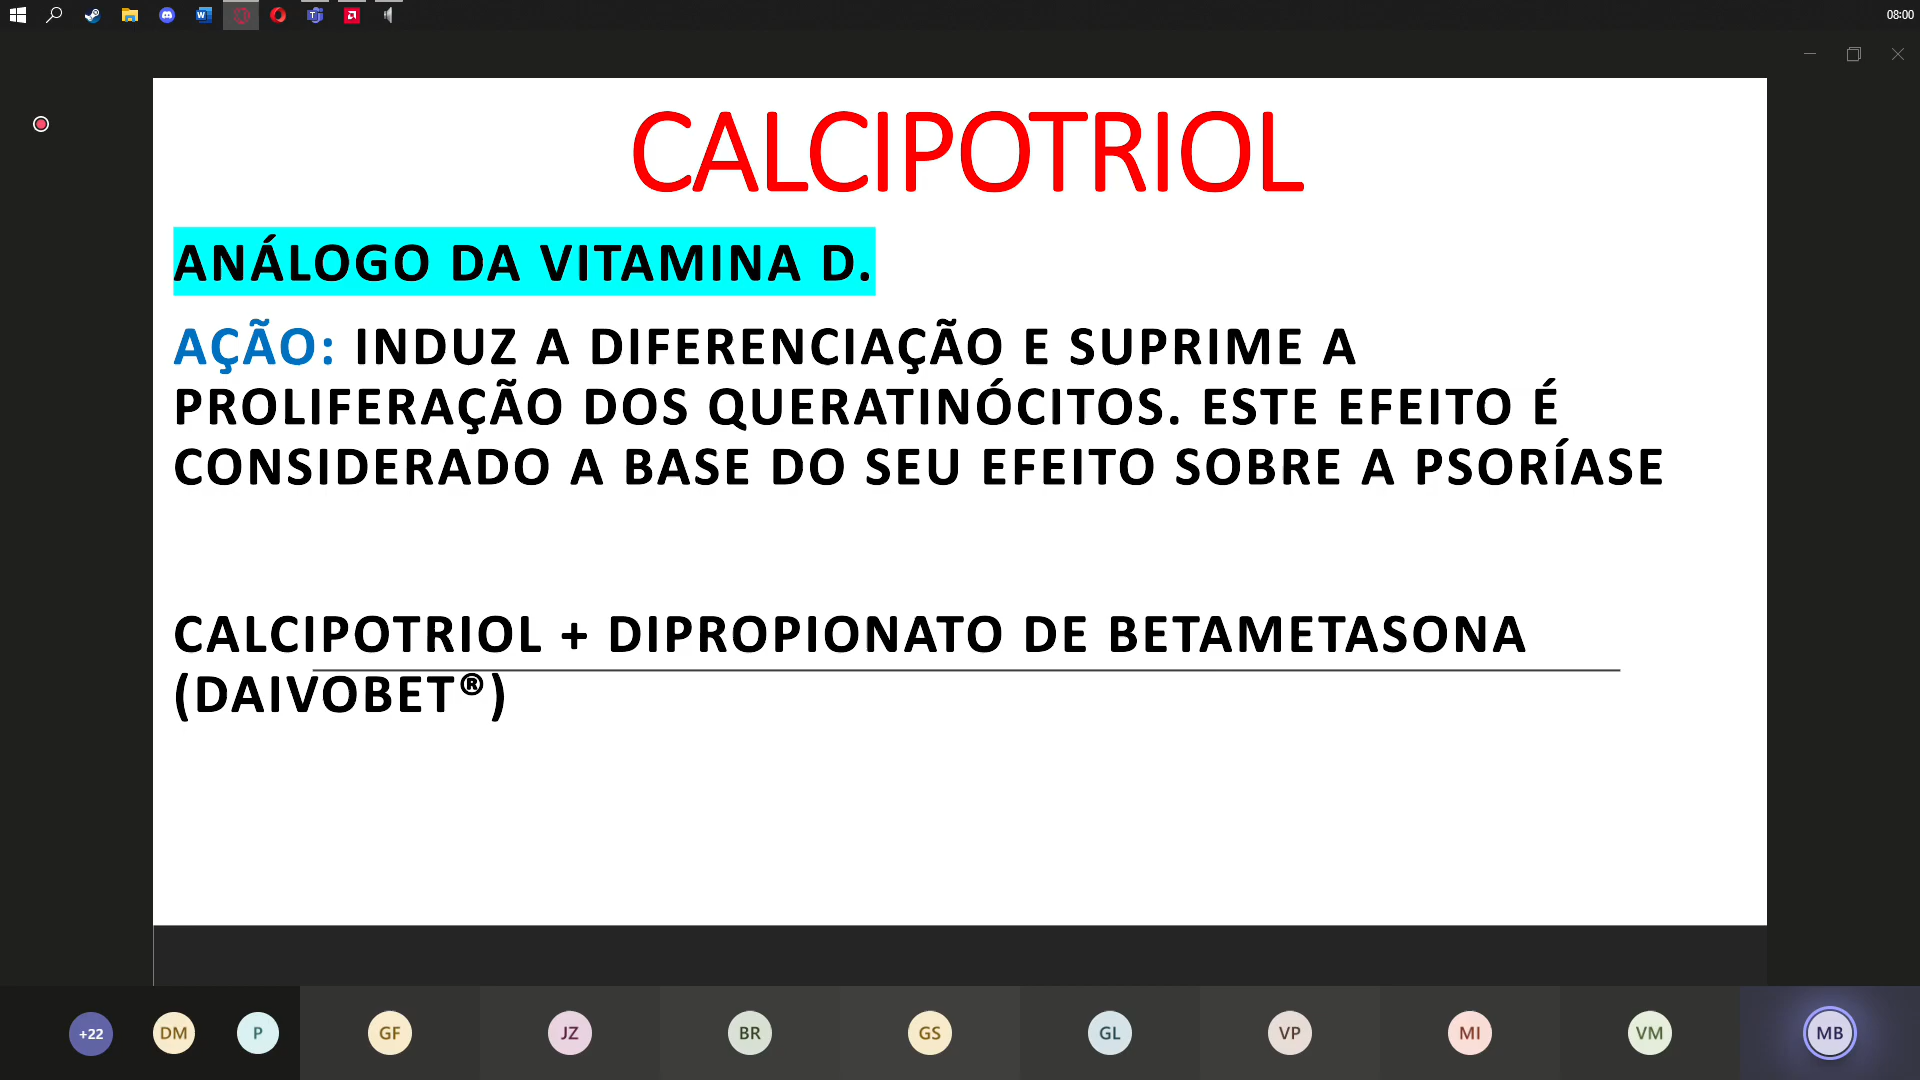 08:00
CALCIPOTRIOL
ANÁLOGO DA VITAMINA D.
AÇÃO: INDUZ A DIFERENCIAÇÃO E SUPRIME A
PROLIFERAÇÃO DOS QUERATINÓCITOS. ESTE EFEITO É
CONSIDERADO A BASE DO SEU EFEITO SOBRE A PSORÍASE
CALCIPOTRIOL + DIPROPIONATO DE BETAMETASONA
(DAIVOBET®)
+22 DM P GF JZ BR GS GL VP MI VM MB